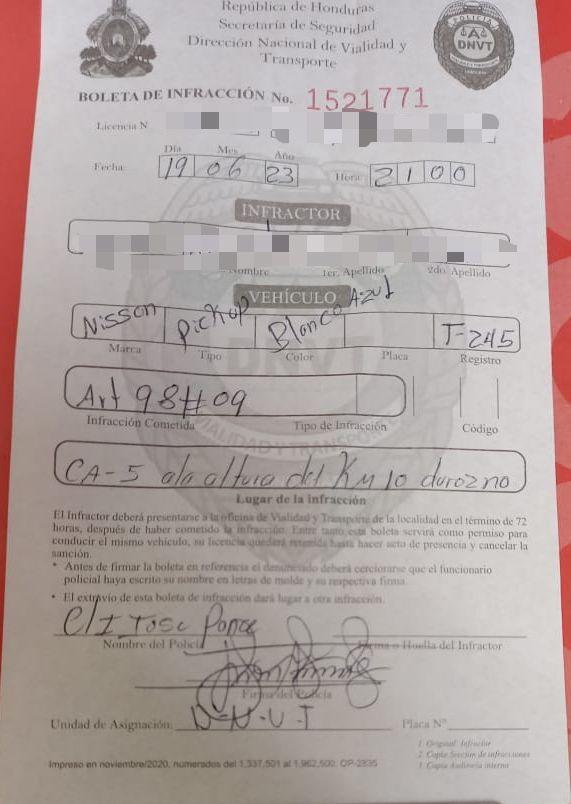 República de Honduras
Secretaría de Seguridad
Dirección Nacional de Vialidad y
Transporte
POLICIA
DNVT
BOLETA DE INFRACCIÓN No. 1521771
Licencia N
Día Mes Año
Fecha: 19 06 23 Hora: 2100
INFRACTOR
Nombre 1er. Apellido 2do. Apellido
VEHÍCULO
Nisson Pickup Blanco Azul T-245
Marca Tipo Color Placa Registro
Art 98#09
Infracción Cometida Tipo de Infracción Código
CA-5 ala altura del Km 10 durozno
Lugar de la infracción
El Infractor deberá presentarse a la oficina de Vialidad y Transporte de la localidad en el término de 72
horas, después de haber cometido la infracción. Entre tanto esta boleta servirá como permiso para
conducir el mismo vehículo, su licencia quedará retenida hasta hacer acto de presencia y cancelar la
sanción.
* Antes de firmar la boleta en referencia el denunciado deberá cerciorarse que el funcionario
policial haya escrito su nombre en letras de molde y su respectiva firma.
• El extravío de esta boleta de infracción dará lugar a otra infracción.
C/I Jose Ponce
Nombre del Policía Firma o Huella del Infractor
Firma del Policía
Unidad de Asignación: D-N-V-T Placa N°
1. Original: Infractor
2. Copia Sección de infracciones
3. Copia Audiencia interno
Impreso en noviembre/2020, numerados del 1,337,501 al 1,962,500. OP-2835